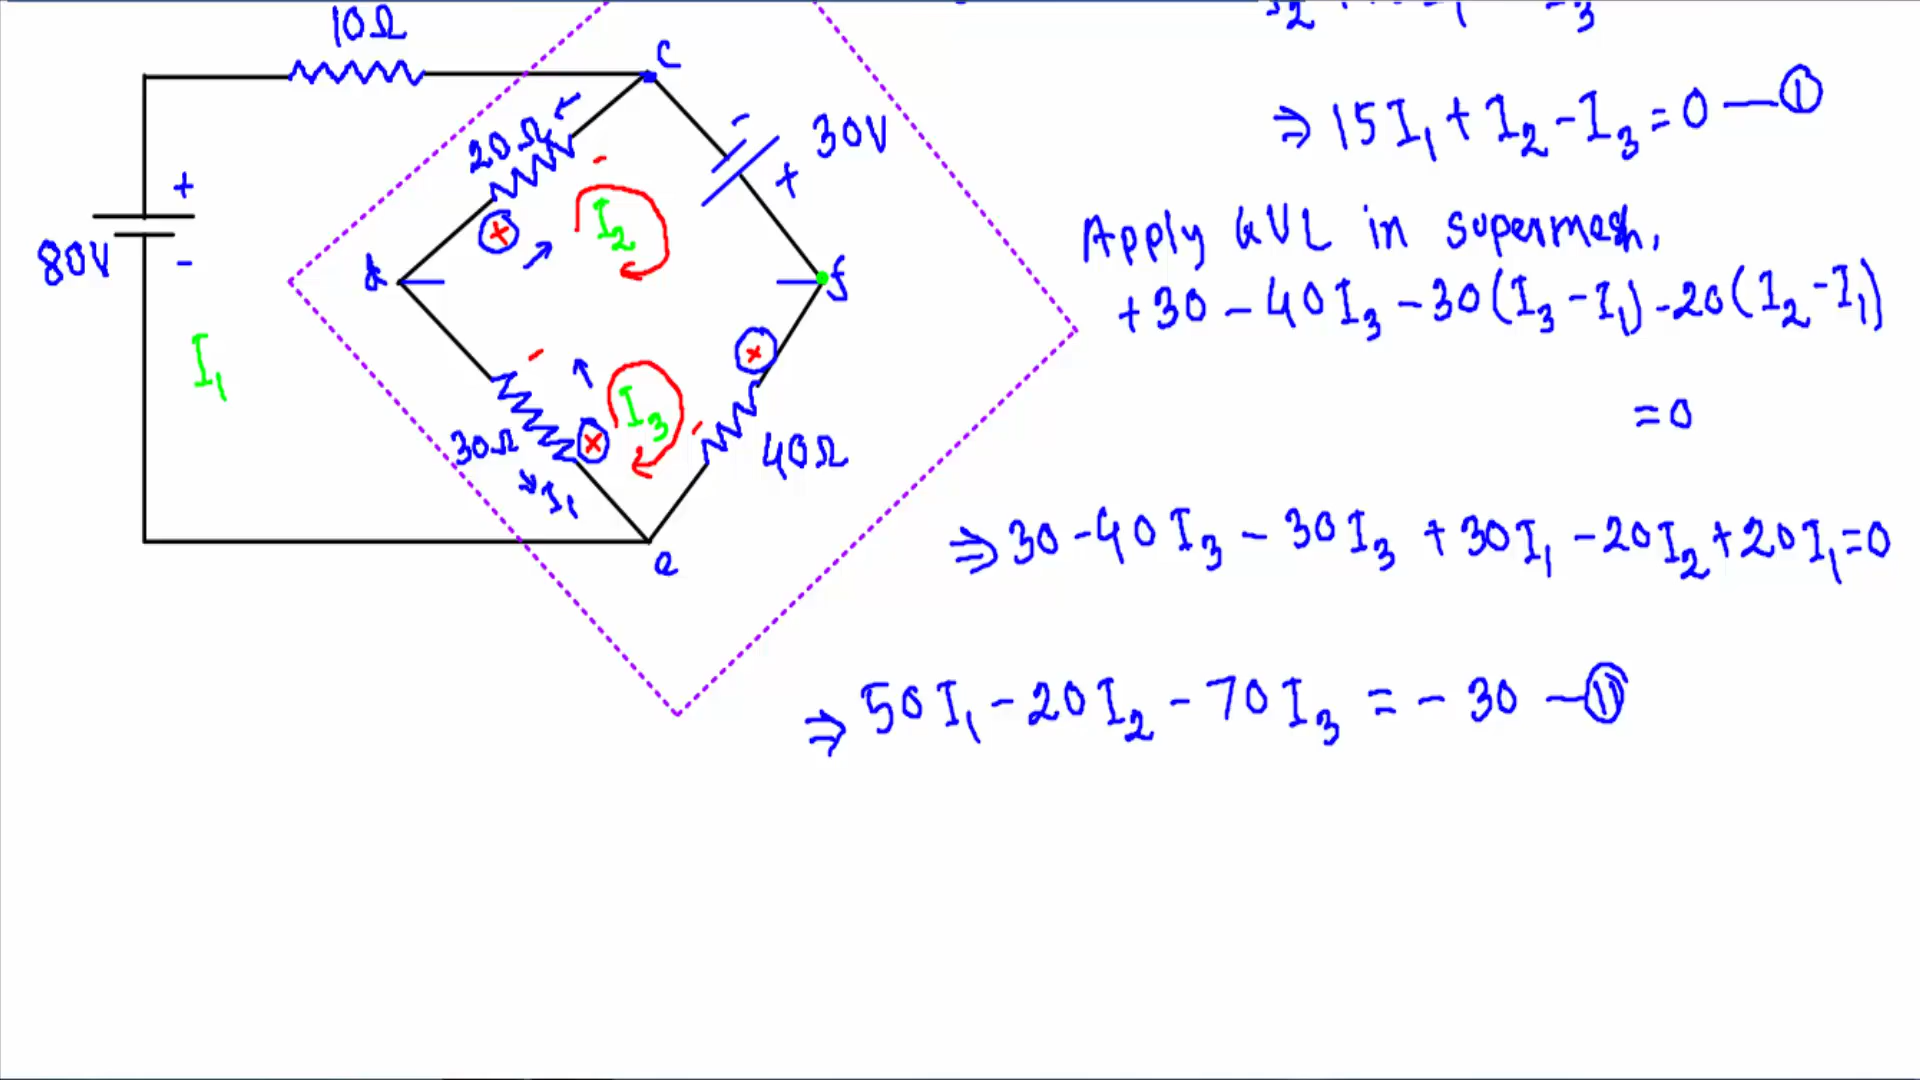 10Ω
c
20Ω
-
30V
+
+
80V
-
I₂
d
f
I₁
I₃
30Ω
I₁
40Ω
e
⇒ 15I₁ + I₂ - I₃ = 0 — ①
Apply KVL in supermesh,
+30 - 40I₃ - 30(I₃ - I₁) - 20(I₂ - I₁)
= 0
⇒ 30 - 40I₃ - 30I₃ + 30I₁ - 20I₂ + 20I₁ = 0
⇒ 50I₁ - 20I₂ - 70I₃ = - 30 — ⑪